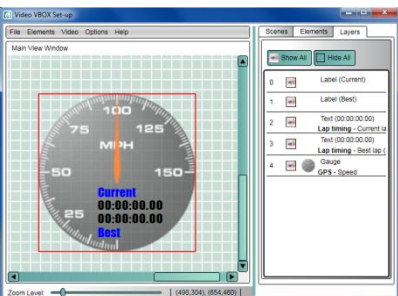 Video VBOX Set-up
File Elements Video Options Help
Main View Window
100
75 125
MPH
50 150
25
Current
00:00:00.00
00:00:00.00
Best
Zoom Level: (498,304), (654,460)
Scenes Elements Layers
Show All Hide All
0 Label (Current)
1 Label (Best)
2 Text (00:00:00.00)
Lap timing - Current la
3 Text (00:00:00.00)
Lap timing - Best lap (
4 Gauge
GPS - Speed